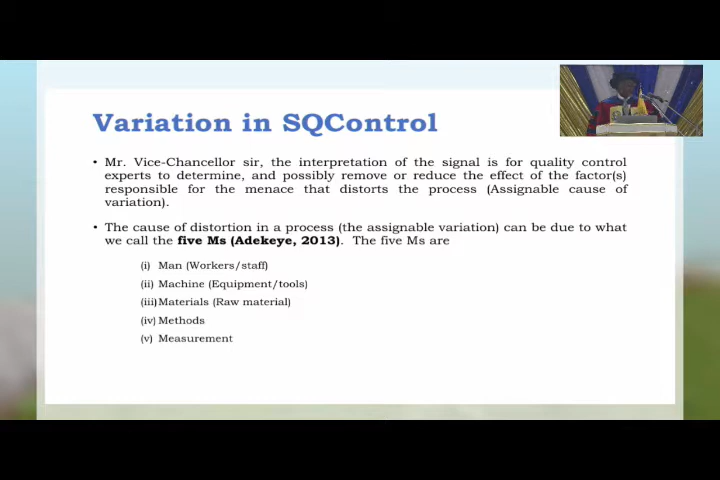 Variation in SQControl
• Mr. Vice-Chancellor sir, the interpretation of the signal is for quality control
experts to determine, and possibly remove or reduce the effect of the factor(s)
responsible for the menace that distorts the process (Assignable cause of
variation).
• The cause of distortion in a process (the assignable variation) can be due to what
we call the five Ms (Adekeye, 2013). The five Ms are
(i) Man (Workers/staff)
(ii) Machine (Equipment/tools)
(iii) Materials (Raw material)
(iv) Methods
(v) Measurement